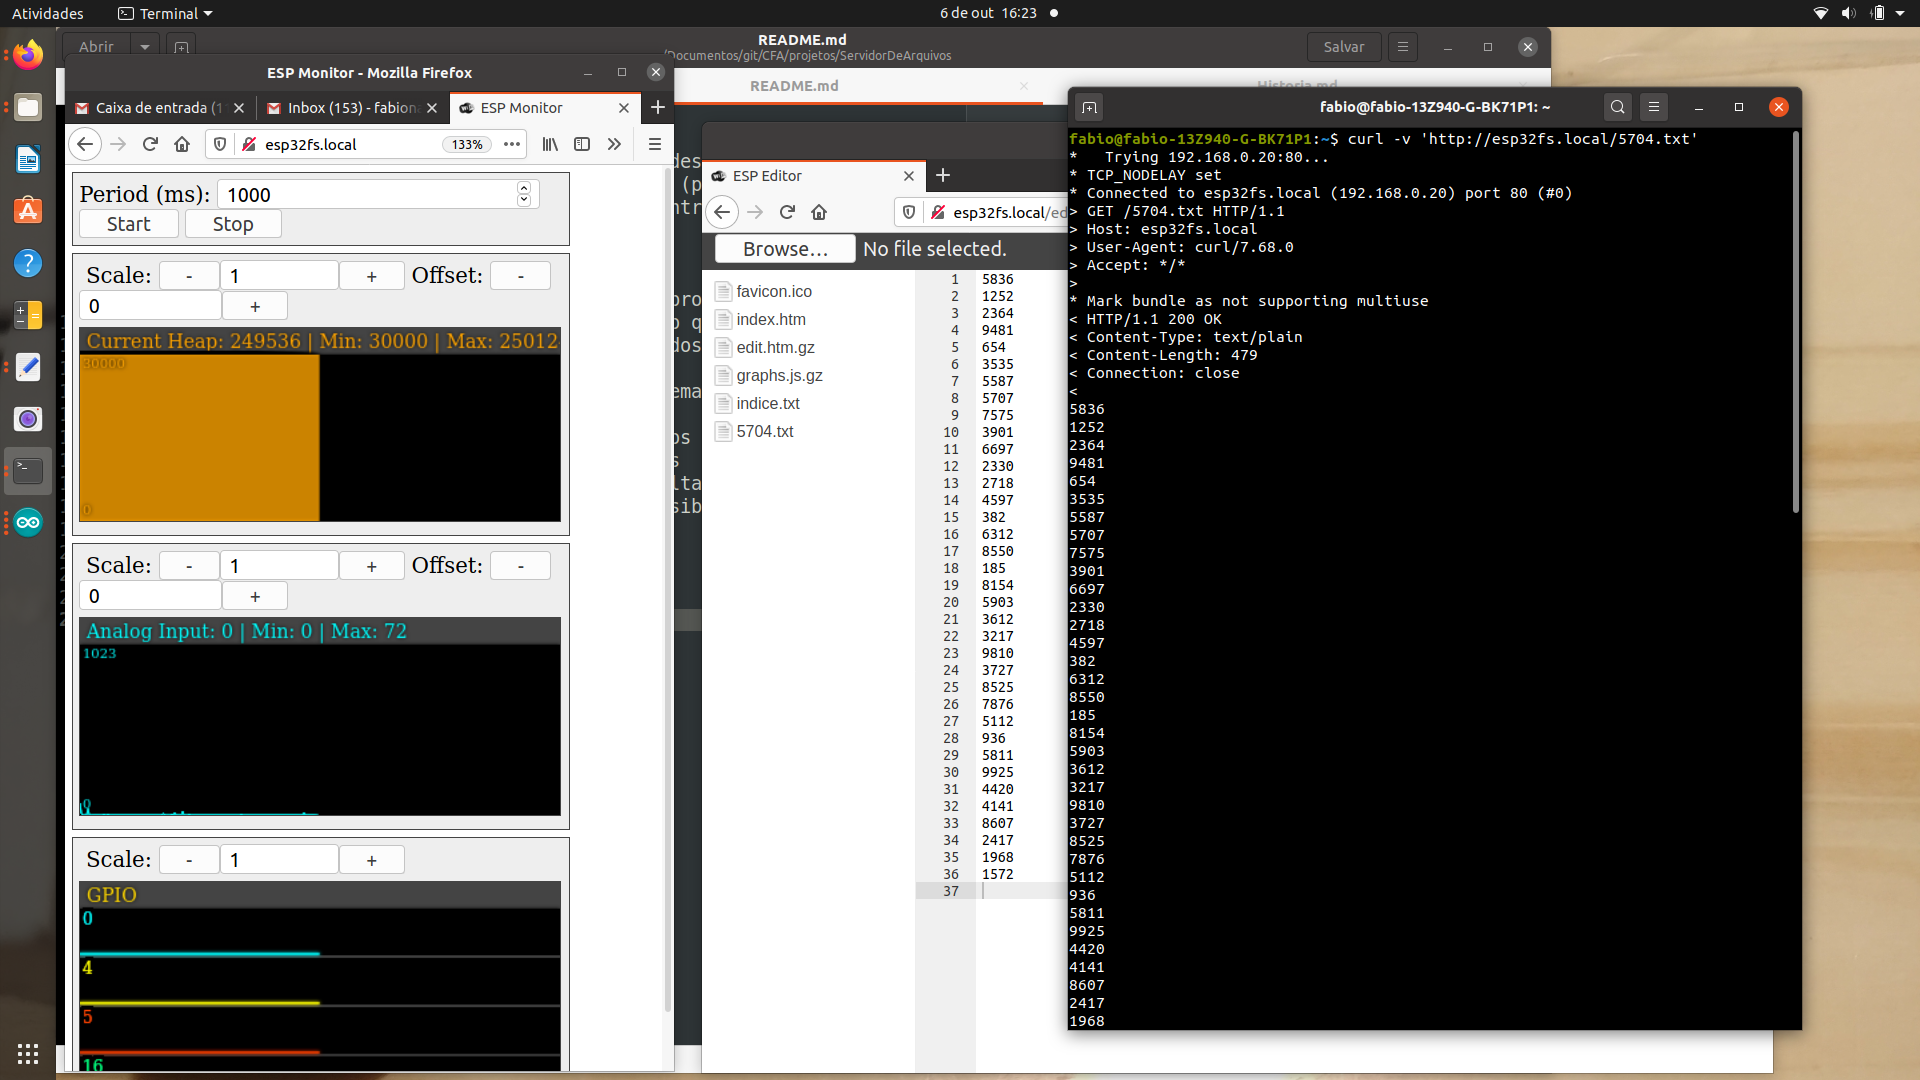 Atividades
Terminal
6 de out 16:23
Abrir
README.md
/Documentos/git/CFA/projetos/ServidorDeArquivos
Salvar
README.md
Historia.md
ESP Monitor - Mozilla Firefox
Caixa de entrada (1
Inbox (153) - fabion
ESP Monitor
esp32fs.local
133%
Period (ms): 1000
Start
Stop
Scale: - 1 + Offset: -
0 +
Current Heap: 249536 | Min: 30000 | Max: 25012
30000
0
Scale: - 1 + Offset: -
0 +
Analog Input: 0 | Min: 0 | Max: 72
1023
0
Scale: - 1 +
GPIO
0
4
5
16
ESP Editor
esp32fs.local/ed
Browse... No file selected.
favicon.ico
index.htm
edit.htm.gz
graphs.js.gz
indice.txt
5704.txt
1 5836
2 1252
3 2364
4 9481
5 654
6 3535
7 5587
8 5707
9 7575
10 3901
11 6697
12 2330
13 2718
14 4597
15 382
16 6312
17 8550
18 185
19 8154
20 5903
21 3612
22 3217
23 9810
24 3727
25 8525
26 7876
27 5112
28 936
29 5811
30 9925
31 4420
32 4141
33 8607
34 2417
35 1968
36 1572
37
fabio@fabio-13Z940-G-BK71P1: ~
fabio@fabio-13Z940-G-BK71P1:~$ curl -v 'http://esp32fs.local/5704.txt'
*   Trying 192.168.0.20:80...
* TCP_NODELAY set
* Connected to esp32fs.local (192.168.0.20) port 80 (#0)
> GET /5704.txt HTTP/1.1
> Host: esp32fs.local
> User-Agent: curl/7.68.0
> Accept: */*
>
* Mark bundle as not supporting multiuse
< HTTP/1.1 200 OK
< Content-Type: text/plain
< Content-Length: 479
< Connection: close
<
5836
1252
2364
9481
654
3535
5587
5707
7575
3901
6697
2330
2718
4597
382
6312
8550
185
8154
5903
3612
3217
9810
3727
8525
7876
5112
936
5811
9925
4420
4141
8607
2417
1968